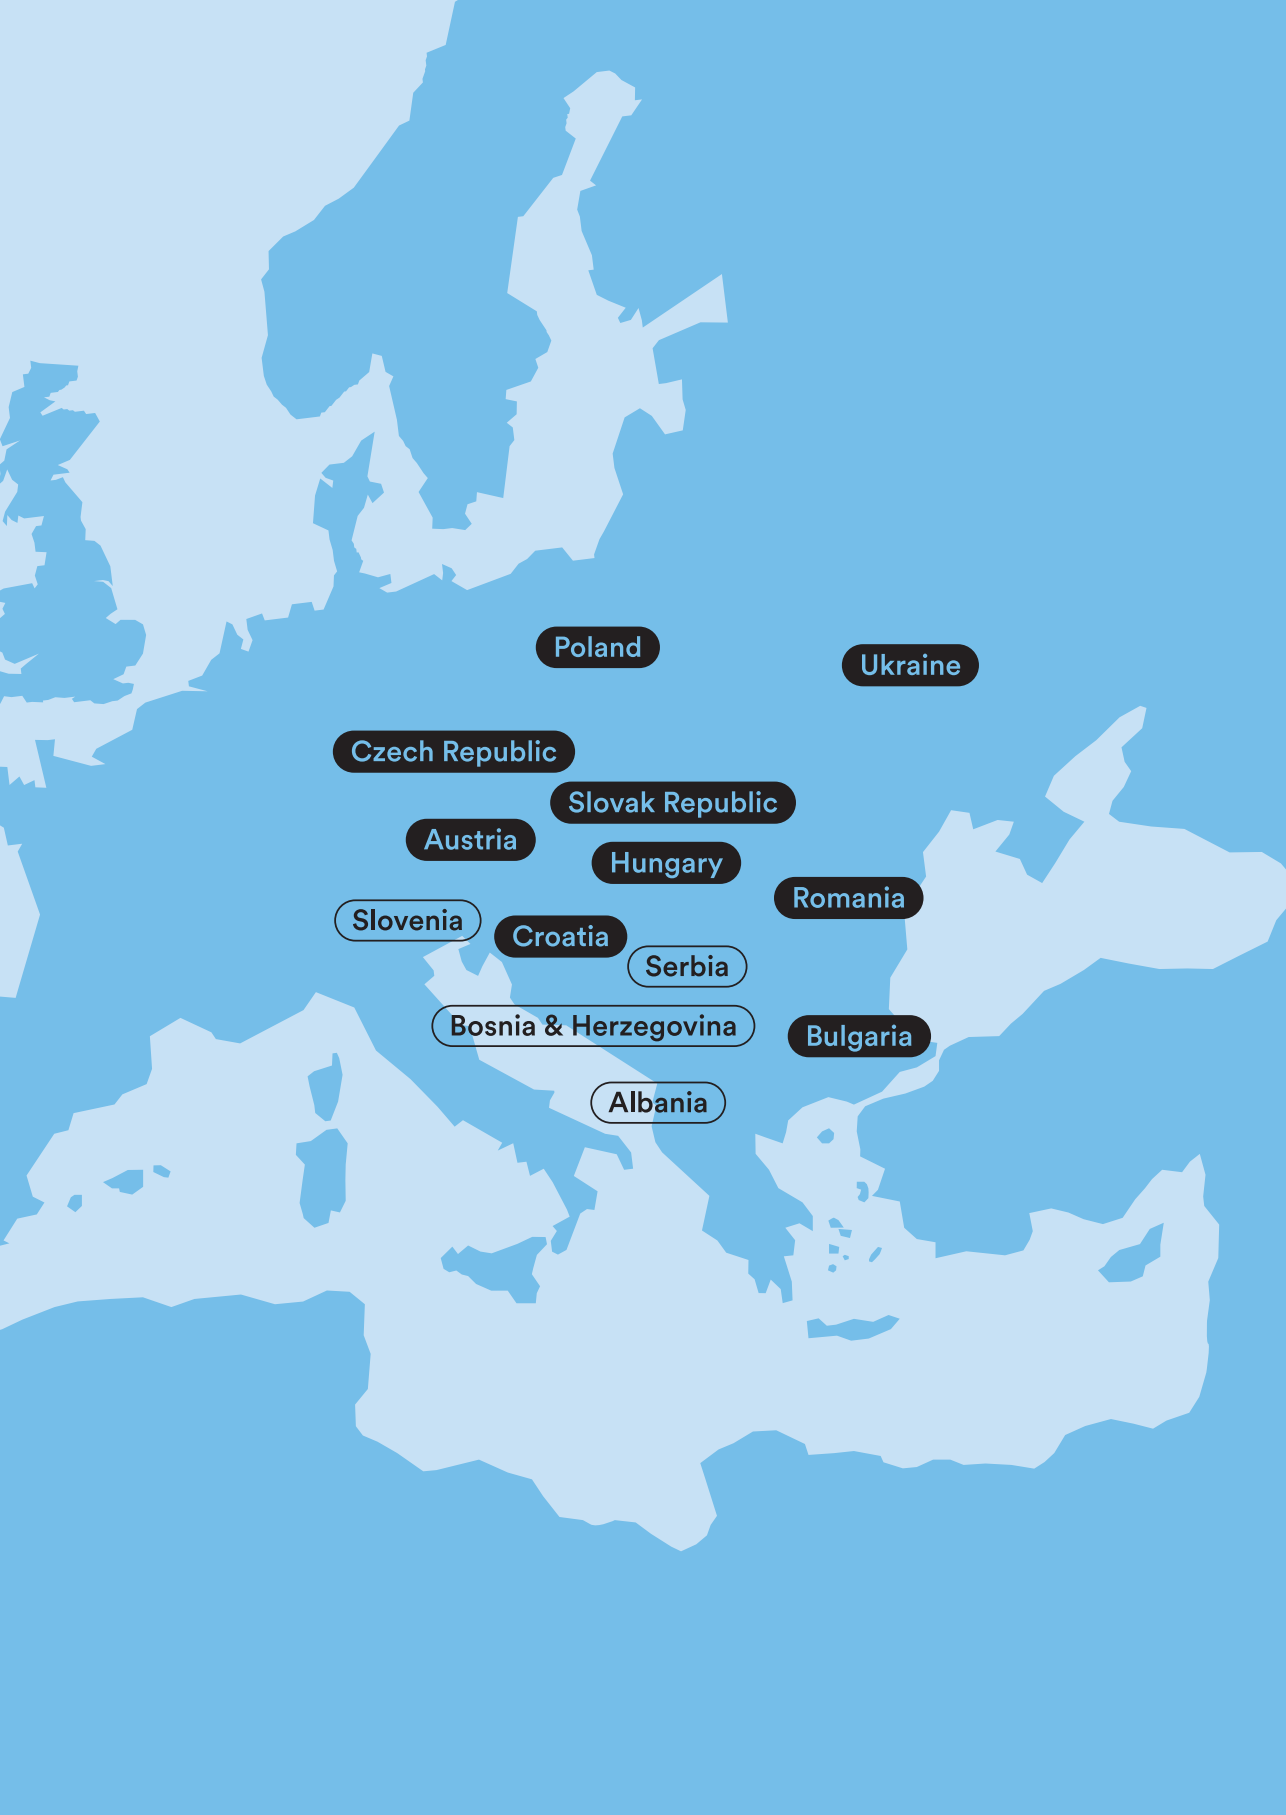 Poland
Ukraine
Czech Republic
Slovak Republic
Austria
Hungary
Romania
Slovenia
Croatia
Serbia
Bosnia & Herzegovina
Bulgaria
Albania